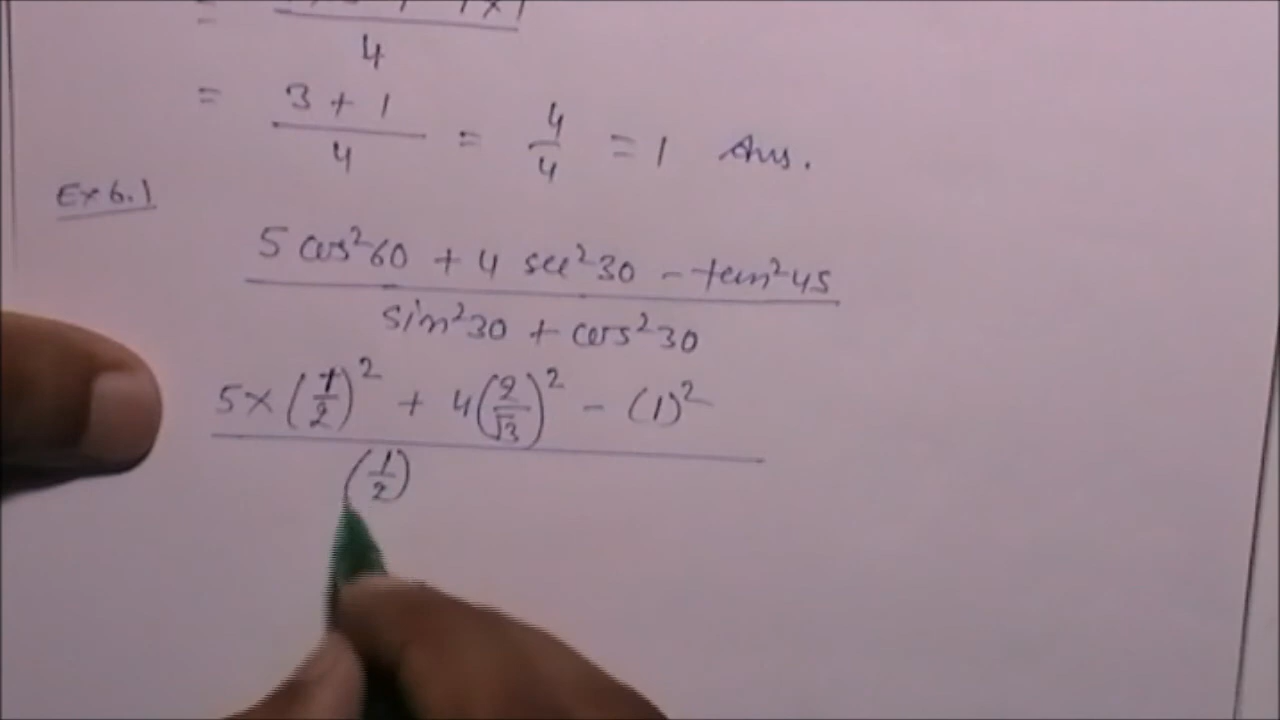 4
= 3 + 1 / 4 = 4/4 = 1 Ans.
Ex 6.1
5 cos²60 + 4 sec²30 - tan²45
sin²30 + cos²30
5 × (1/2)² + 4(2/√3)² - (1)²
(1/2)